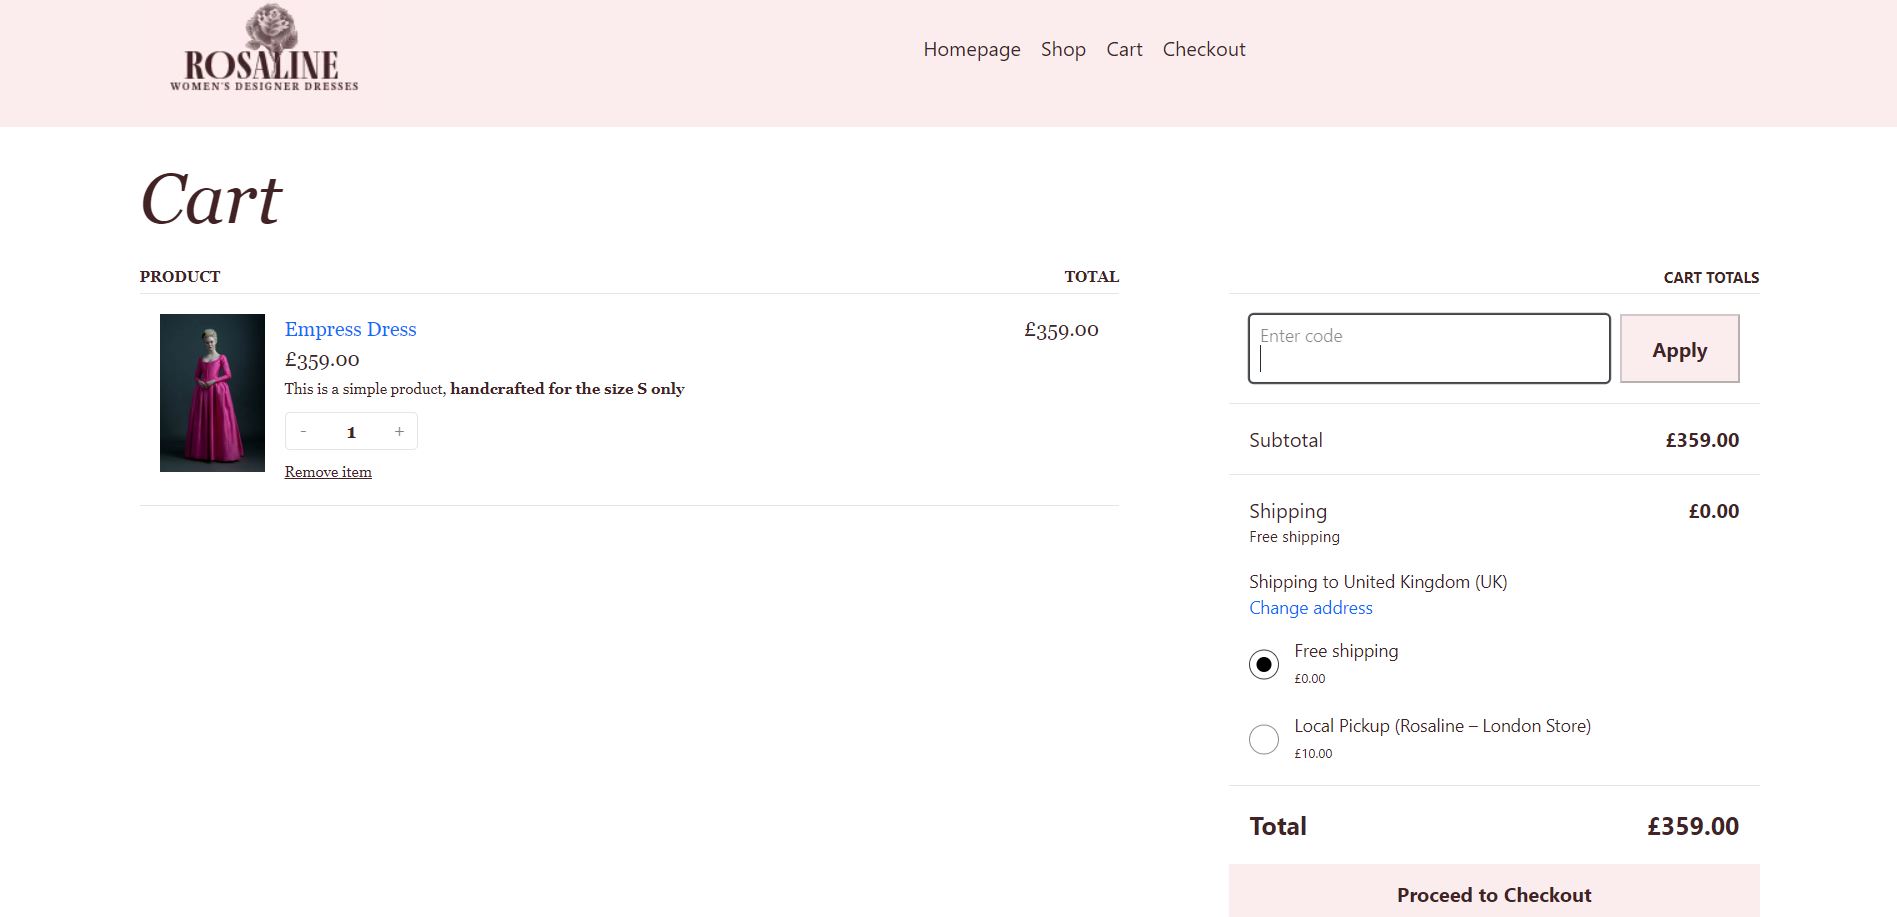 ROSALINE
WOMEN'S DESIGNER DRESSES
Homepage Shop Cart Checkout
Cart
PRODUCT TOTAL
Empress Dress £359.00
£359.00
This is a simple product, handcrafted for the size S only
- 1 +
Remove item
CART TOTALS
Enter code
Apply
Subtotal £359.00
Shipping £0.00
Free shipping
Shipping to United Kingdom (UK)
Change address
Free shipping
£0.00
Local Pickup (Rosaline – London Store)
£10.00
Total £359.00
Proceed to Checkout